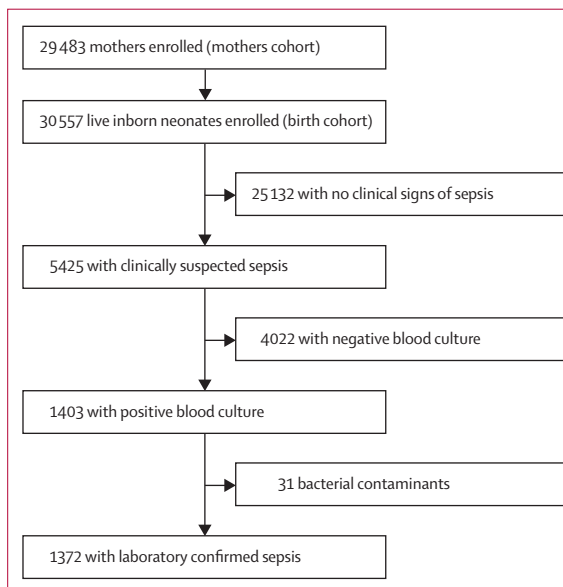 29 483 mothers enrolled (mothers cohort)
30 557 live inborn neonates enrolled (birth cohort)
25 132 with no clinical signs of sepsis
5425 with clinically suspected sepsis
4022 with negative blood culture
1403 with positive blood culture
31 bacterial contaminants
1372 with laboratory confirmed sepsis